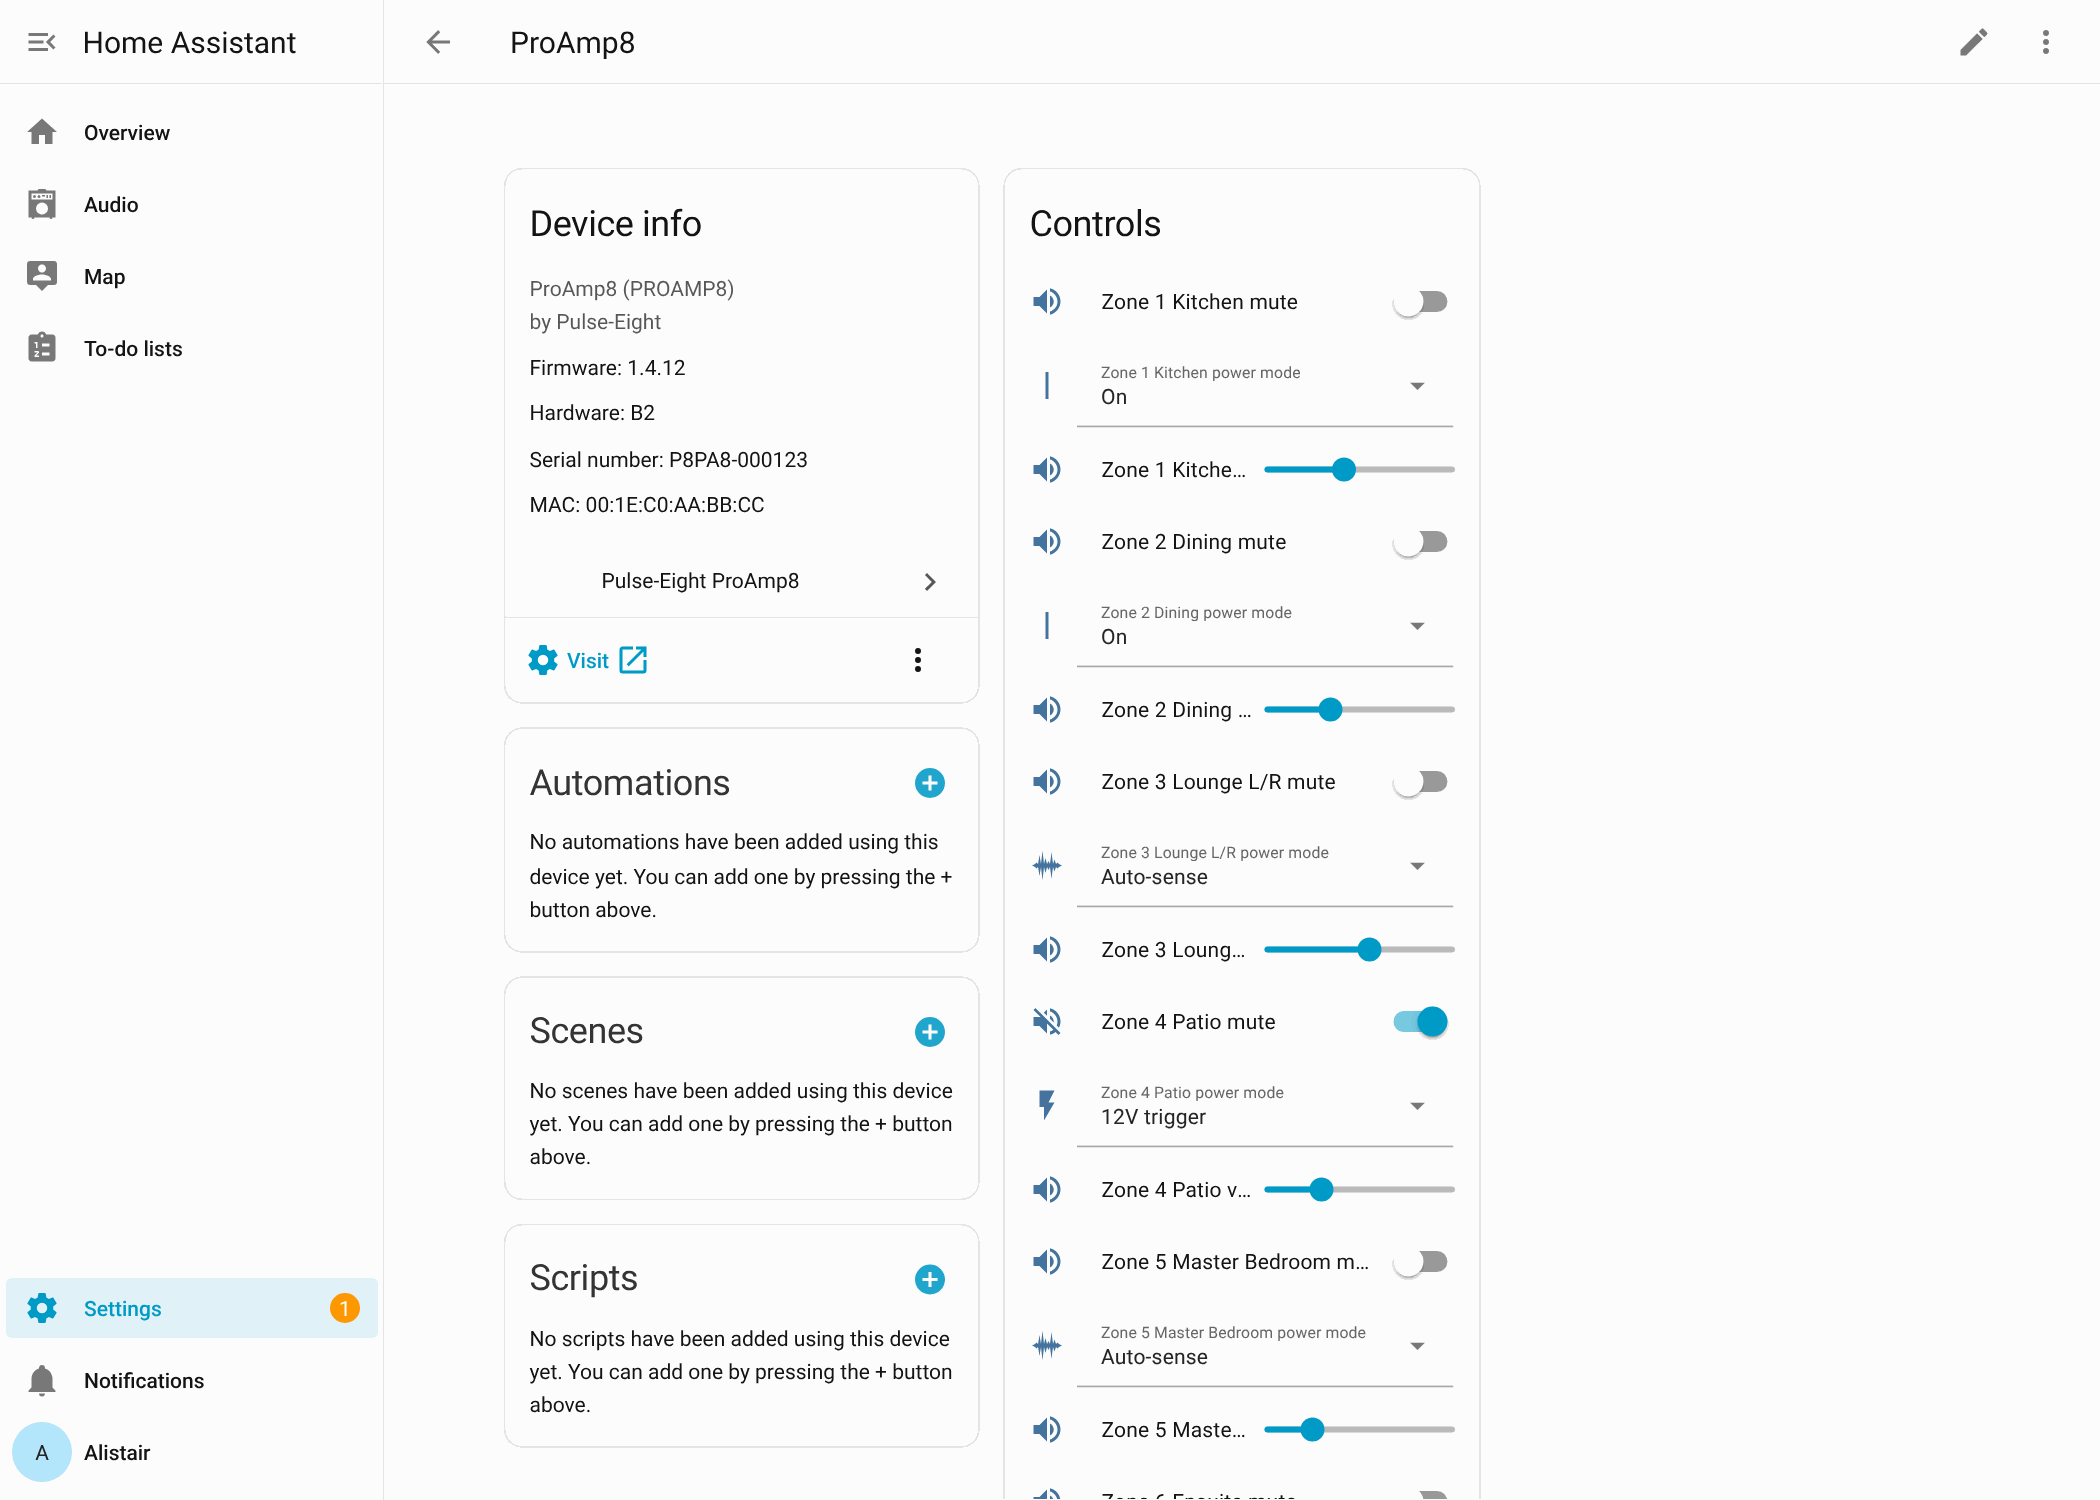 Home Assistant
ProAmp8
Overview
Audio
Map
To-do lists
Settings
1
Notifications
A
Alistair
Device info
ProAmp8 (PROAMP8)
by Pulse-Eight
Firmware: 1.4.12
Hardware: B2
Serial number: P8PA8-000123
MAC: 00:1E:C0:AA:BB:CC
Pulse-Eight ProAmp8
Visit
Automations
No automations have been added using this
device yet. You can add one by pressing the +
button above.
Scenes
No scenes have been added using this device
yet. You can add one by pressing the + button
above.
Scripts
No scripts have been added using this device
yet. You can add one by pressing the + button
above.
Controls
Zone 1 Kitchen mute
Zone 1 Kitchen power mode
On
Zone 1 Kitche...
Zone 2 Dining mute
Zone 2 Dining power mode
On
Zone 2 Dining ...
Zone 3 Lounge L/R mute
Zone 3 Lounge L/R power mode
Auto-sense
Zone 3 Loung...
Zone 4 Patio mute
Zone 4 Patio power mode
12V trigger
Zone 4 Patio v...
Zone 5 Master Bedroom m...
Zone 5 Master Bedroom power mode
Auto-sense
Zone 5 Maste...
Zone 6 Ensuite mute